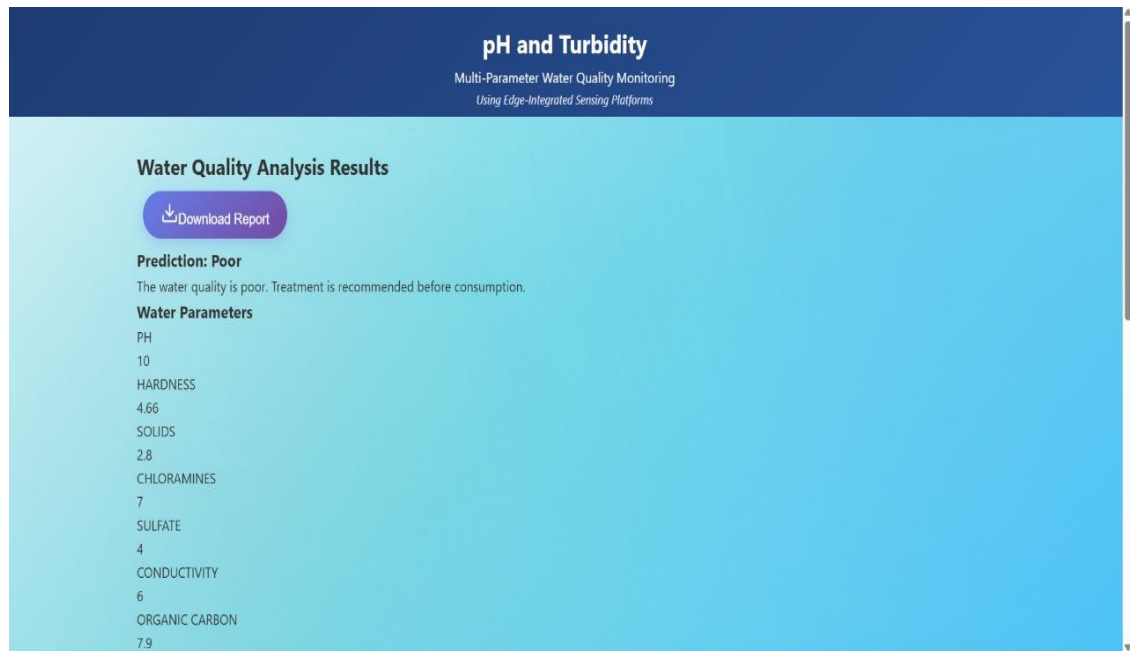 pH and Turbidity
Multi-Parameter Water Quality Monitoring
Using Edge-Integrated Sensing Platforms
Water Quality Analysis Results
Download Report
Prediction: Poor
The water quality is poor. Treatment is recommended before consumption.
Water Parameters
PH
10
HARDNESS
4.66
SOLIDS
2.8
CHLORAMINES
7
SULFATE
4
CONDUCTIVITY
6
ORGANIC CARBON
7.9